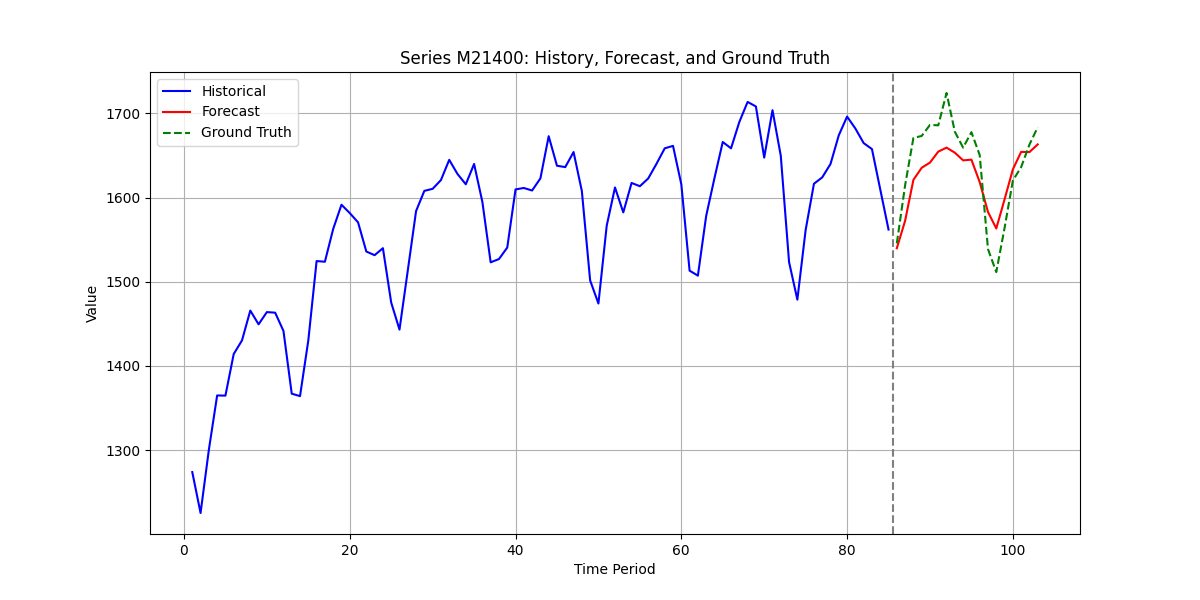 Series M21400: History, Forecast, and Ground Truth
Historical
Forecast
Ground Truth
Value
1700
1600
1500
1400
1300
0 20 40 60 80 100
Time Period